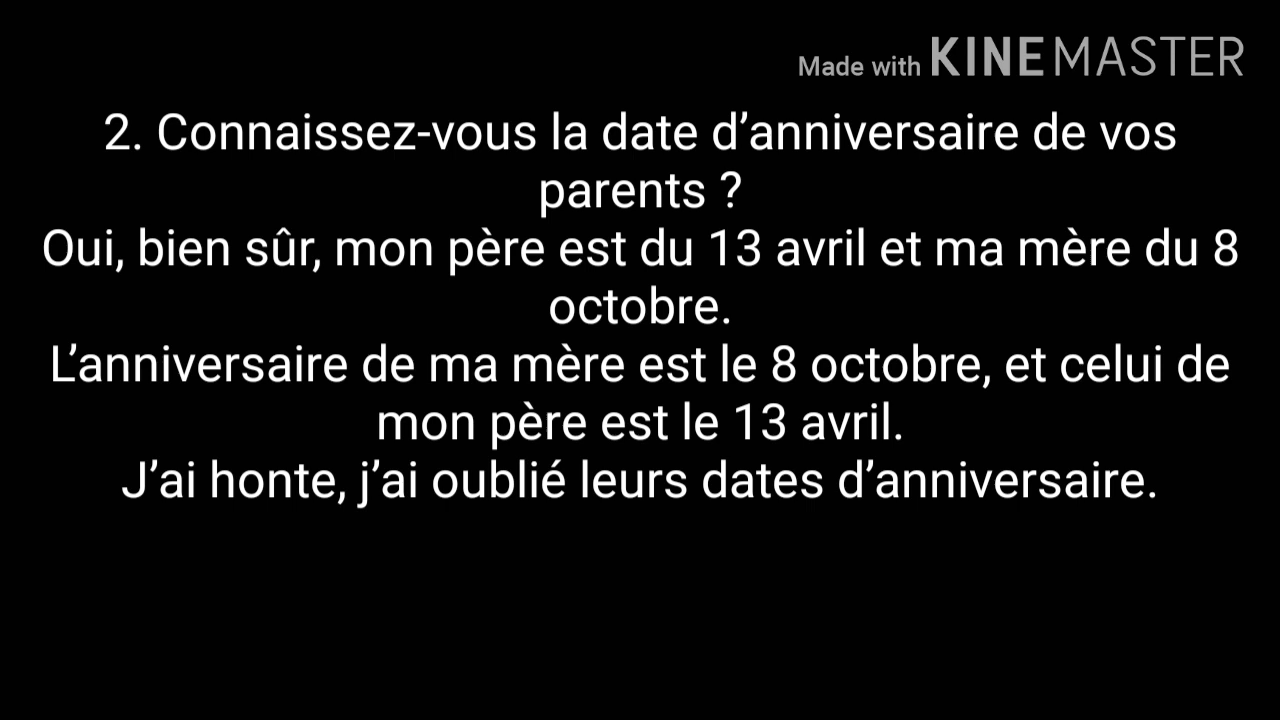 Made with KINEMASTER
2. Connaissez-vous la date d’anniversaire de vos
parents ?
Oui, bien sûr, mon père est du 13 avril et ma mère du 8
octobre.
L’anniversaire de ma mère est le 8 octobre, et celui de
mon père est le 13 avril.
J’ai honte, j’ai oublié leurs dates d’anniversaire.